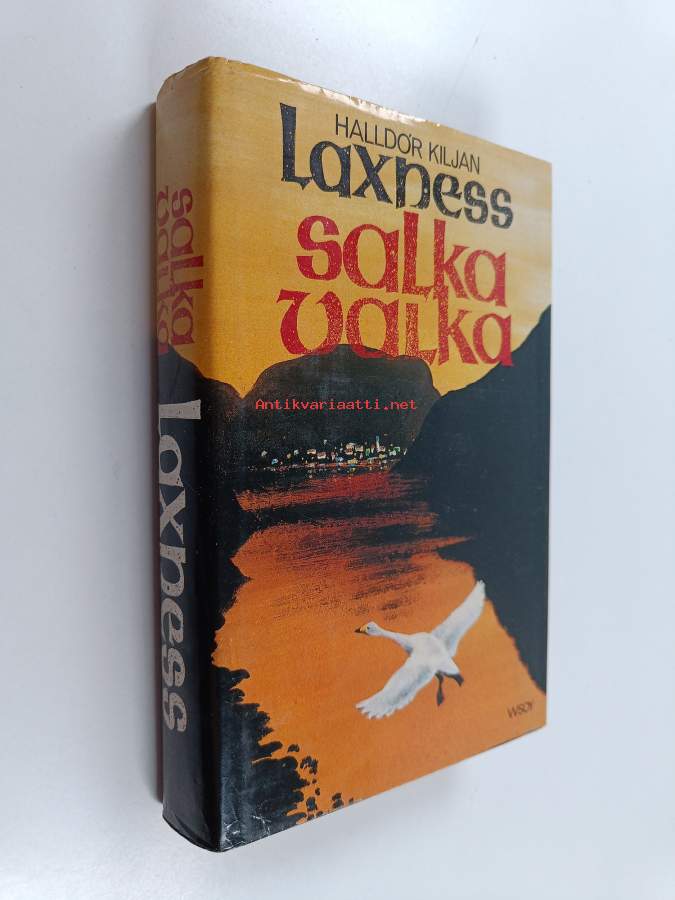 HALLDÓR KILJAN
Laxness
salka
valka
Antikvariaatti.net
WSOY
salka
valka
Laxness